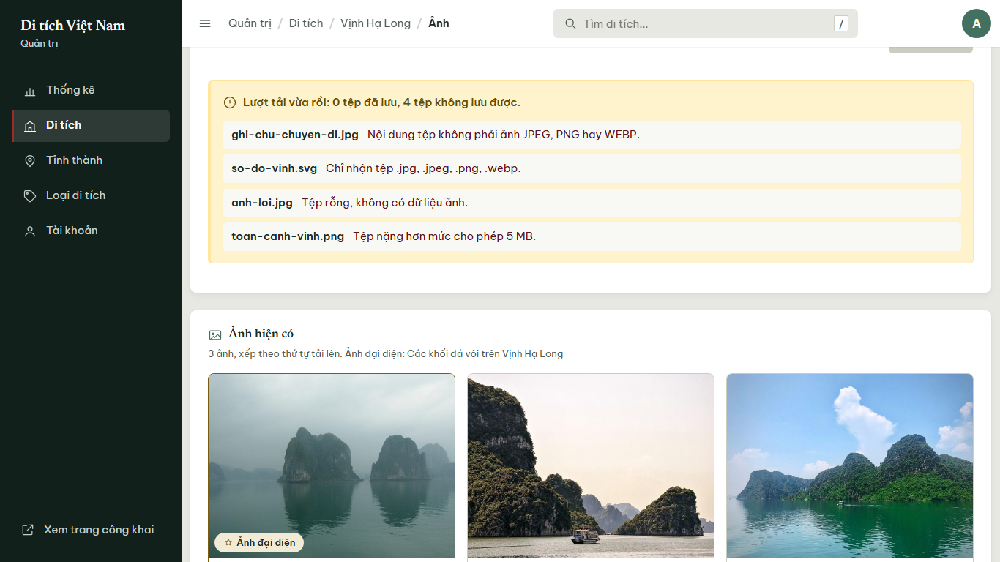 Di tích Việt Nam
Quản trị
Thống kê
Di tích
Tỉnh thành
Loại di tích
Tài khoản
Xem trang công khai
Quản trị / Di tích / Vịnh Hạ Long / Ảnh
Tìm di tích...
/
A
Lượt tải vừa rồi: 0 tệp đã lưu, 4 tệp không lưu được.
ghi-chu-chuyen-di.jpg Nội dung tệp không phải ảnh JPEG, PNG hay WEBP.
so-do-vinh.svg Chỉ nhận tệp .jpg, .jpeg, .png, .webp.
anh-loi.jpg Tệp rỗng, không có dữ liệu ảnh.
toan-canh-vinh.png Tệp nặng hơn mức cho phép 5 MB.
Ảnh hiện có
3 ảnh, xếp theo thứ tự tải lên. Ảnh đại diện: Các khối đá vôi trên Vịnh Hạ Long
Ảnh đại diện